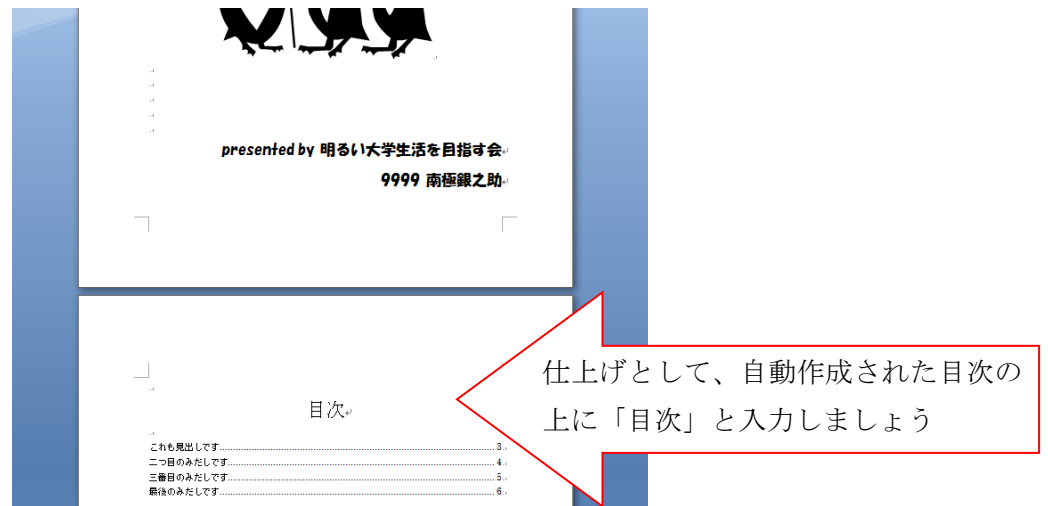 presented by 明るい大学生活を目指す会
9999 南極銀之助
目次
これも見出しです 3
二つ目のみだしです 4
三番目のみだしです 5
最後のみだしです 6
仕上げとして、自動作成された目次の
上に「目次」と入力しましょう